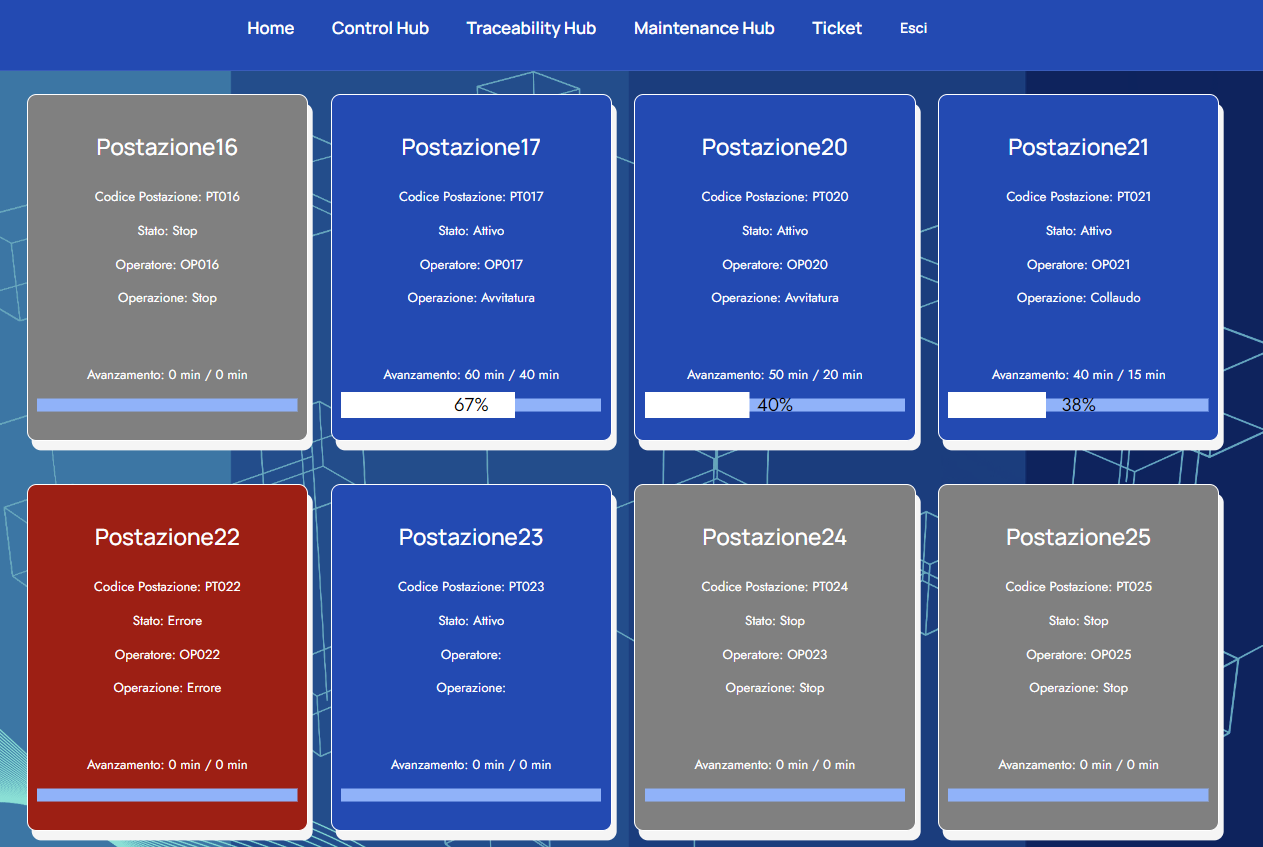 Home Control Hub Traceability Hub Maintenance Hub Ticket Esci
Postazione16
Codice Postazione: PT016
Stato: Stop
Operatore: OP016
Operazione: Stop
Avanzamento: 0 min / 0 min
Postazione17
Codice Postazione: PT017
Stato: Attivo
Operatore: OP017
Operazione: Avvitatura
Avanzamento: 60 min / 40 min
67%
Postazione20
Codice Postazione: PT020
Stato: Attivo
Operatore: OP020
Operazione: Avvitatura
Avanzamento: 50 min / 20 min
40%
Postazione21
Codice Postazione: PT021
Stato: Attivo
Operatore: OP021
Operazione: Collaudo
Avanzamento: 40 min / 15 min
38%
Postazione22
Codice Postazione: PT022
Stato: Errore
Operatore: OP022
Operazione: Errore
Avanzamento: 0 min / 0 min
Postazione23
Codice Postazione: PT023
Stato: Attivo
Operatore:
Operazione:
Avanzamento: 0 min / 0 min
Postazione24
Codice Postazione: PT024
Stato: Stop
Operatore: OP023
Operazione: Stop
Avanzamento: 0 min / 0 min
Postazione25
Codice Postazione: PT025
Stato: Stop
Operatore: OP025
Operazione: Stop
Avanzamento: 0 min / 0 min